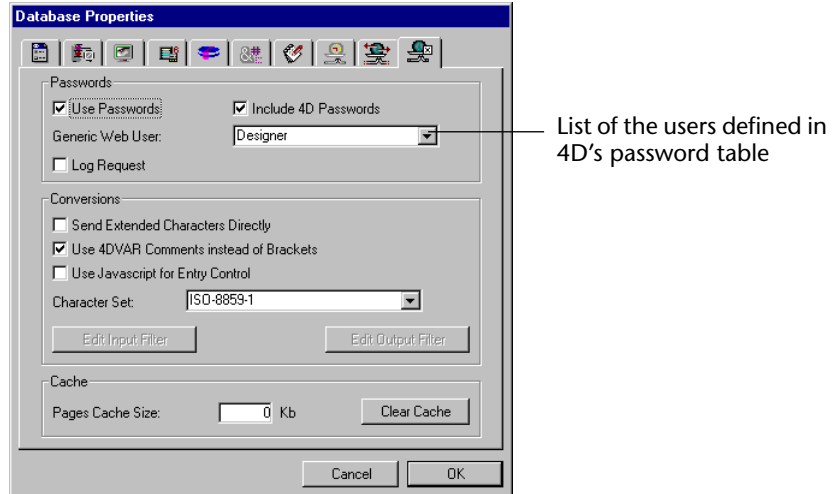 Database Properties
&#
Passwords
Use Passwords
Include 4D Passwords
Generic Web User:
Designer
List of the users defined in
4D's password table
Log Request
Conversions
Send Extended Characters Directly
Use 4DVAR Comments instead of Brackets
Use Javascript for Entry Control
Character Set:
ISO-8859-1
Edit Input Filter
Edit Output Filter
Cache
Pages Cache Size:
0 Kb
Clear Cache
Cancel
OK